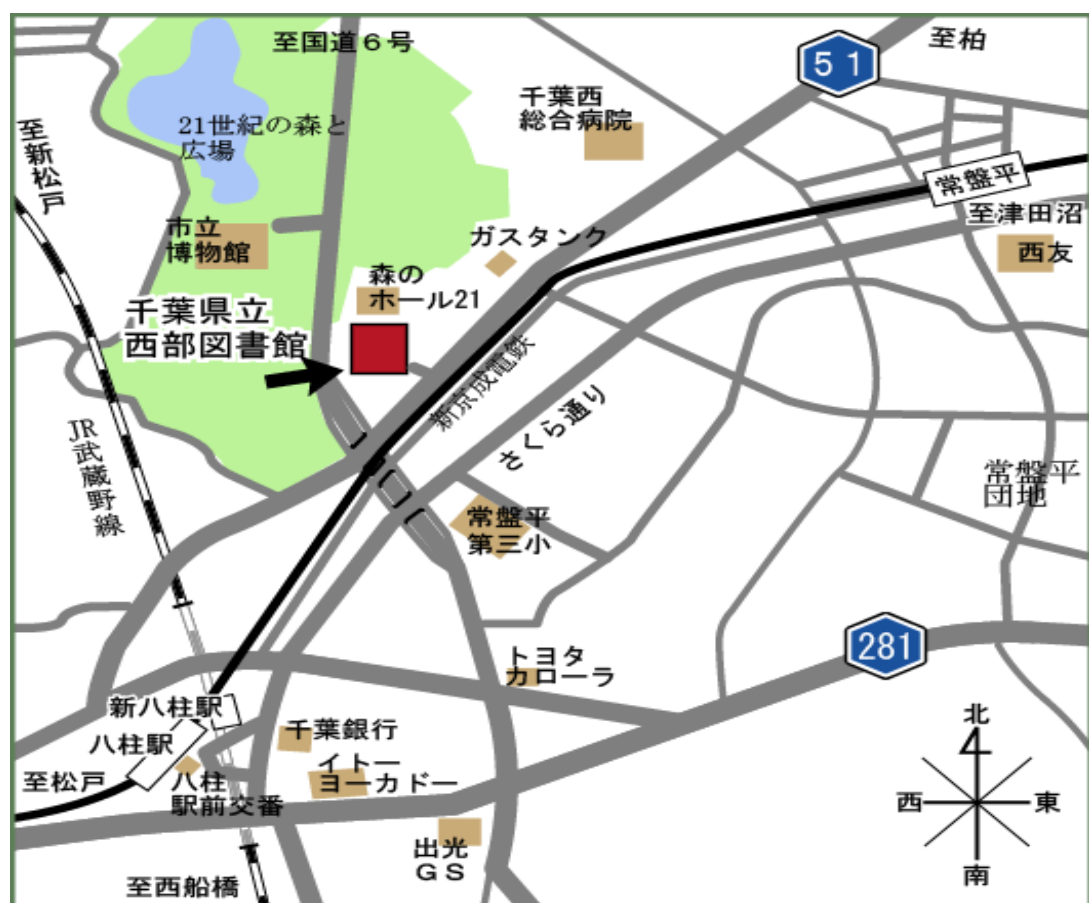 至国道６号
５１
至柏
千葉西
総合病院
21世紀の森と
広場
至新松戸
常盤平
至津田沼
西友
市立
博物館
ガスタンク
森の
ホール21
千葉県立
西部図書館
新京成電鉄
さくら通り
JR武蔵野線
常盤平
団地
常盤平
第三小
281
トヨタ
カローラ
新八柱駅
八柱駅
千葉銀行
至松戸
八柱
駅前交番
イトー
ヨーカドー
出光
ＧＳ
至西船橋
北
西
東
南